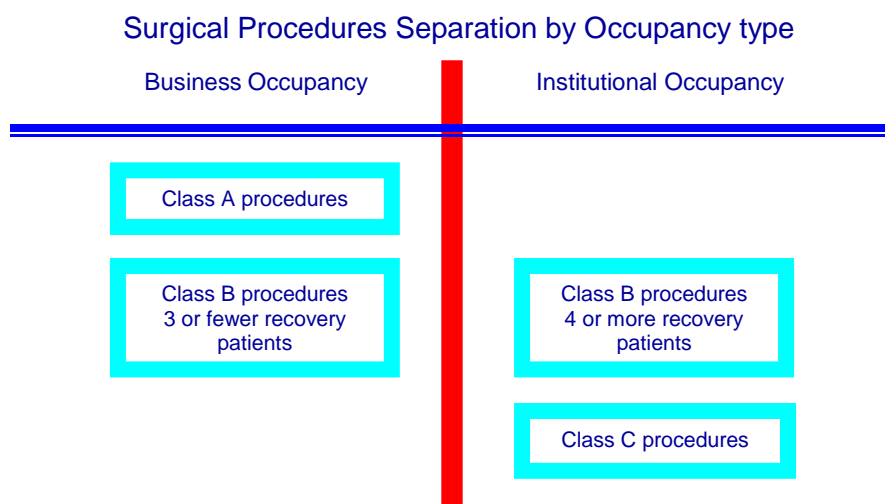 Surgical Procedures Separation by Occupancy type
Business Occupancy
Institutional Occupancy
Class A procedures
Class B procedures
3 or fewer recovery
patients
Class B procedures
4 or more recovery
patients
Class C procedures